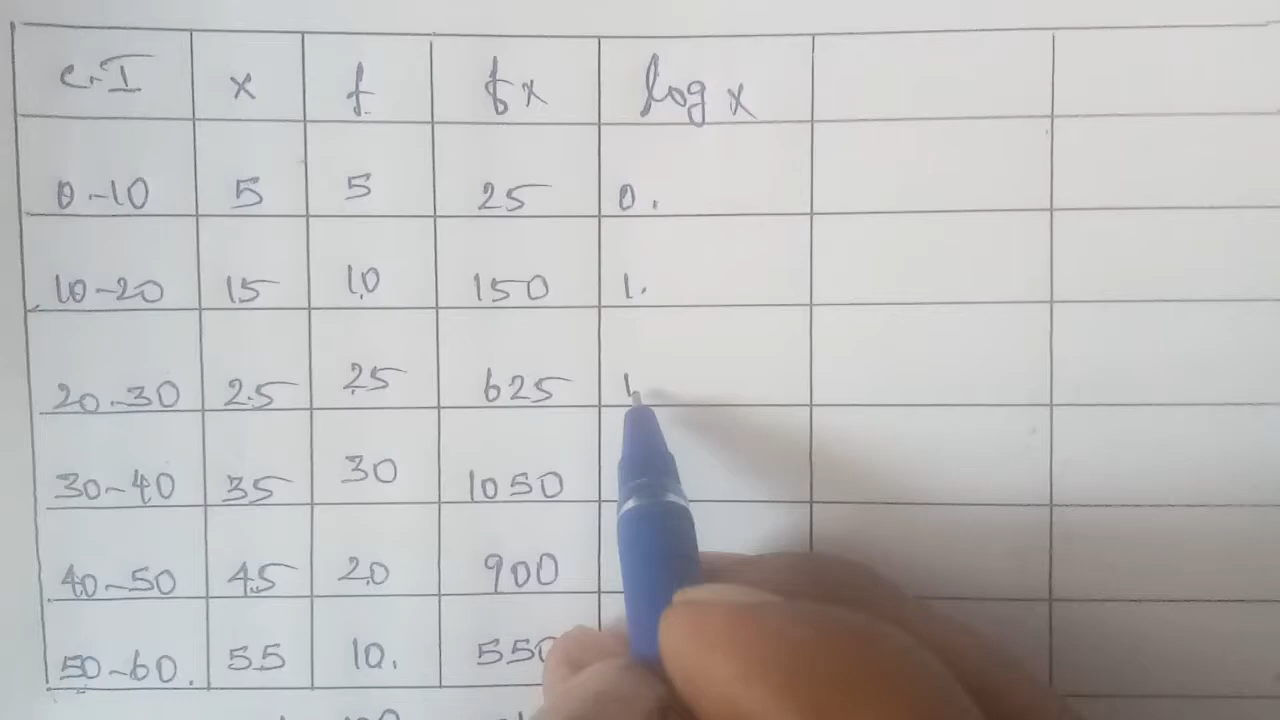 C.I x f fx log x
0-10 5 5 25 0.
10-20 15 10 150 1.
20-30 25 25 625 1
30-40 35 30 1050
40-50 45 20 900
50-60. 55 10. 550